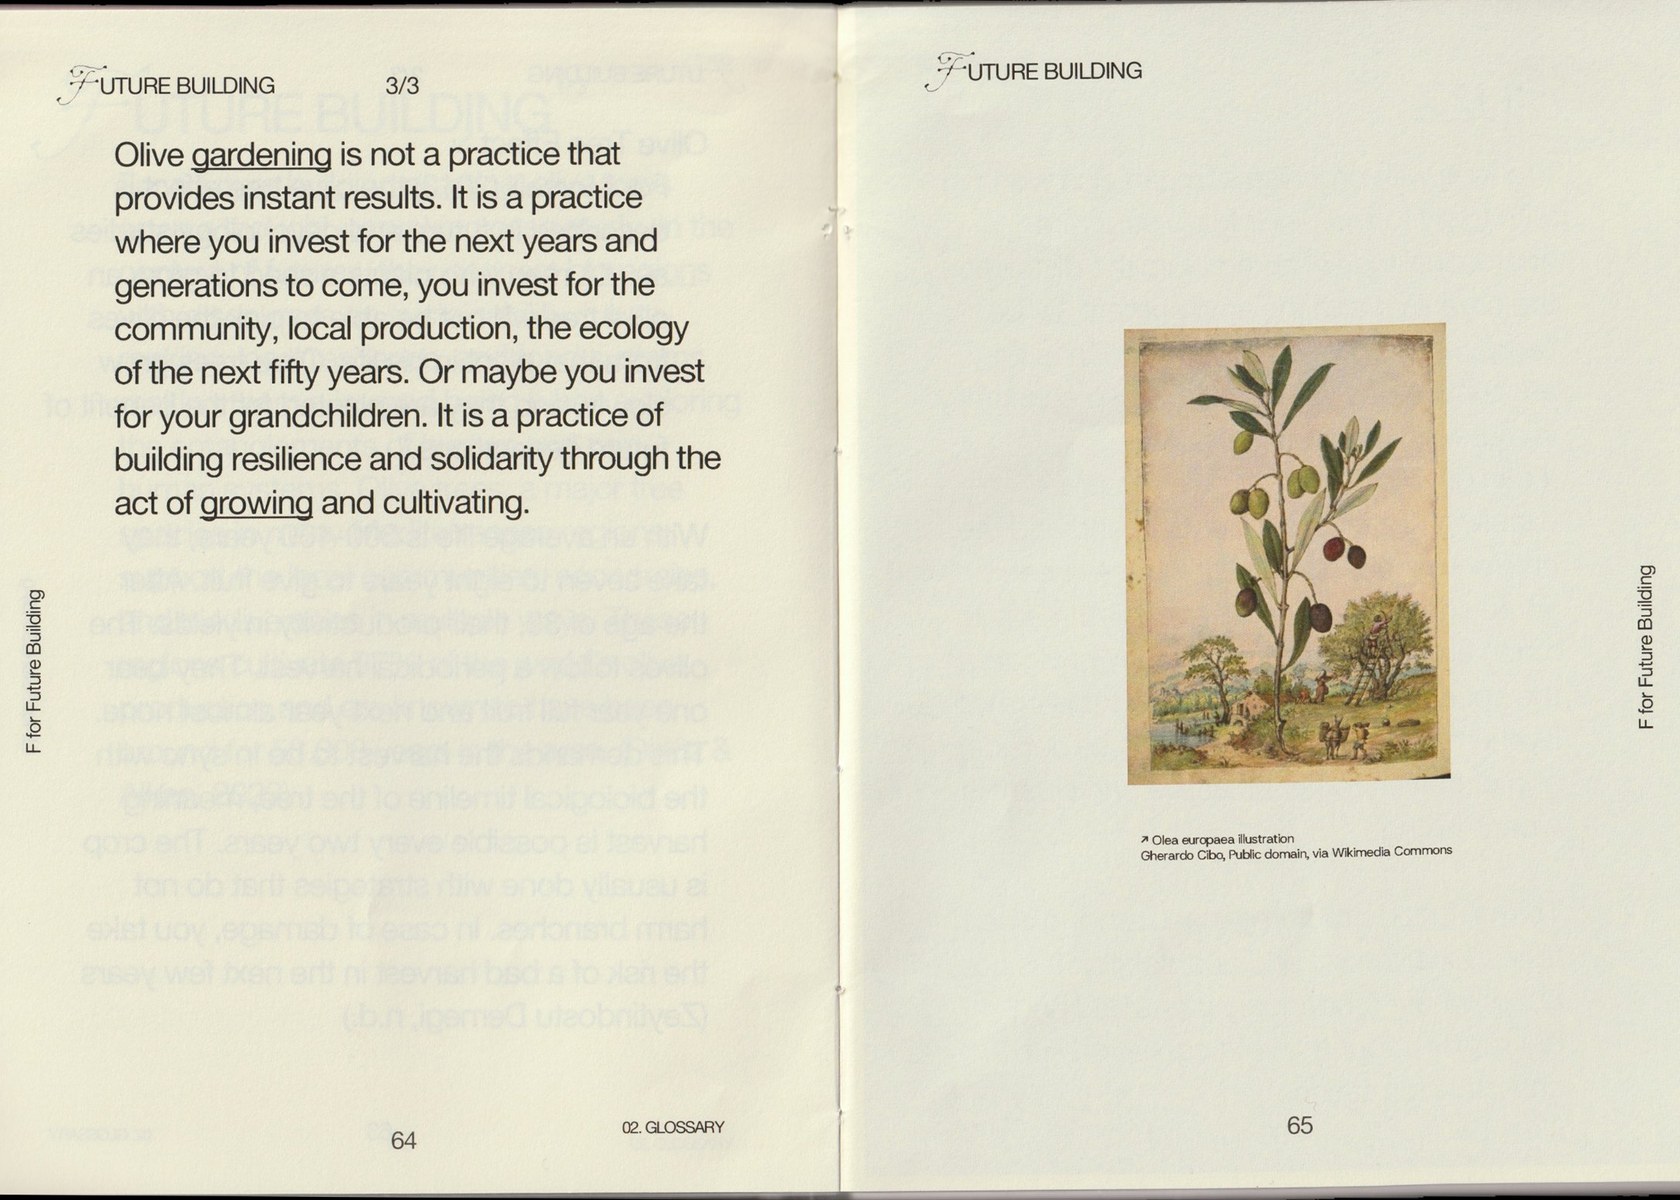 FUTURE BUILDING 3/3
Olive gardening is not a practice that
provides instant results. It is a practice
where you invest for the next years and
generations to come, you invest for the
community, local production, the ecology
of the next fifty years. Or maybe you invest
for your grandchildren. It is a practice of
building resilience and solidarity through the
act of growing and cultivating.
F for Future Building
64
02. GLOSSARY
FUTURE BUILDING
↗ Olea europaea illustration
Gherardo Cibo, Public domain, via Wikimedia Commons
F for Future Building
65